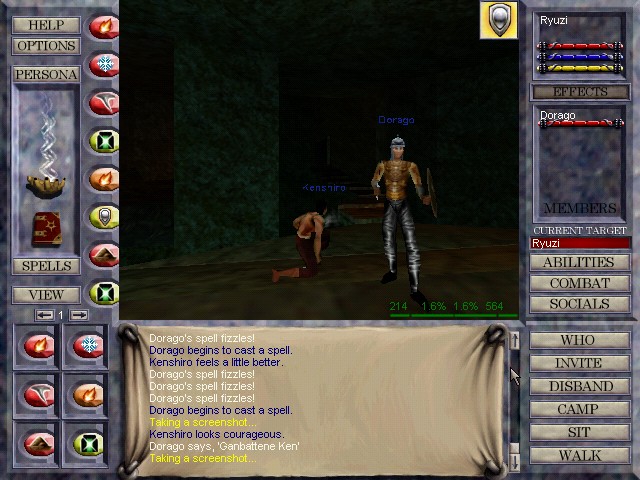 HELP
OPTIONS
PERSONA
SPELLS
VIEW
1
Dorago
Kenshiro
214 1.6% 1.6% 564
Ryuzi
EFFECTS
Dorago
MEMBERS
CURRENT TARGET
Ryuzi
ABILITIES
COMBAT
SOCIALS
WHO
INVITE
DISBAND
CAMP
SIT
WALK
Dorago's spell fizzles!
Dorago begins to cast a spell.
Kenshiro feels a little better.
Dorago's spell fizzles!
Dorago's spell fizzles!
Dorago's spell fizzles!
Dorago begins to cast a spell.
Taking a screenshot...
Kenshiro looks courageous.
Dorago says, 'Ganbattene Ken'
Taking a screenshot...